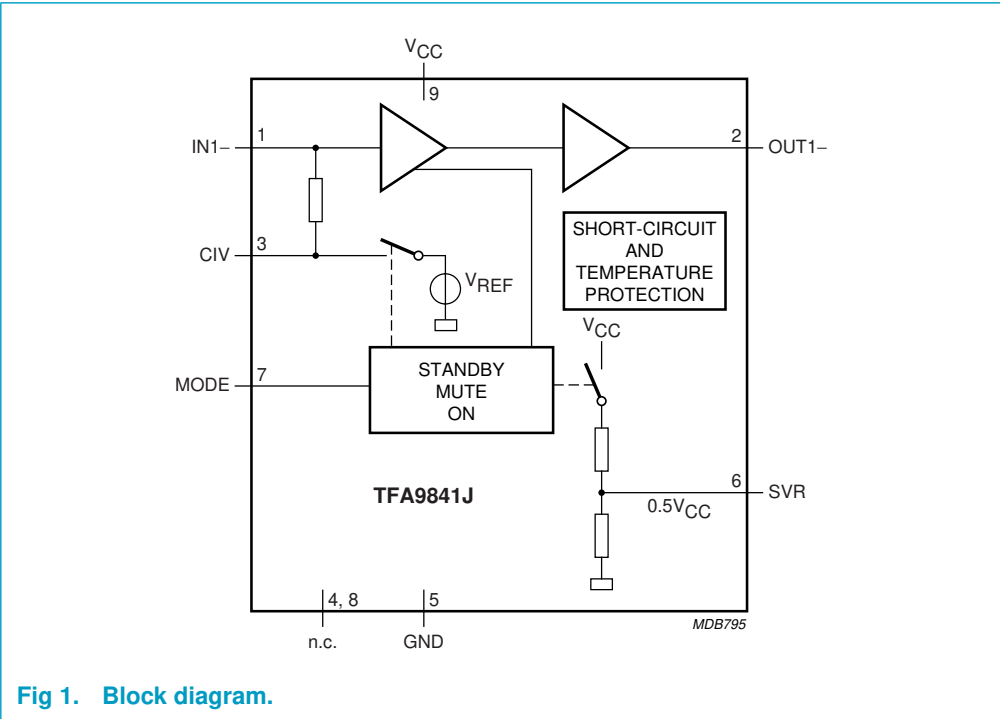 VCC
9
IN1–
1
2
OUT1–
CIV
3
VREF
SHORT-CIRCUIT
AND
TEMPERATURE
PROTECTION
VCC
MODE
7
STANDBY
MUTE
ON
TFA9841J
6
SVR
0.5VCC
4, 8
5
n.c.
GND
MDB795
Fig 1. Block diagram.